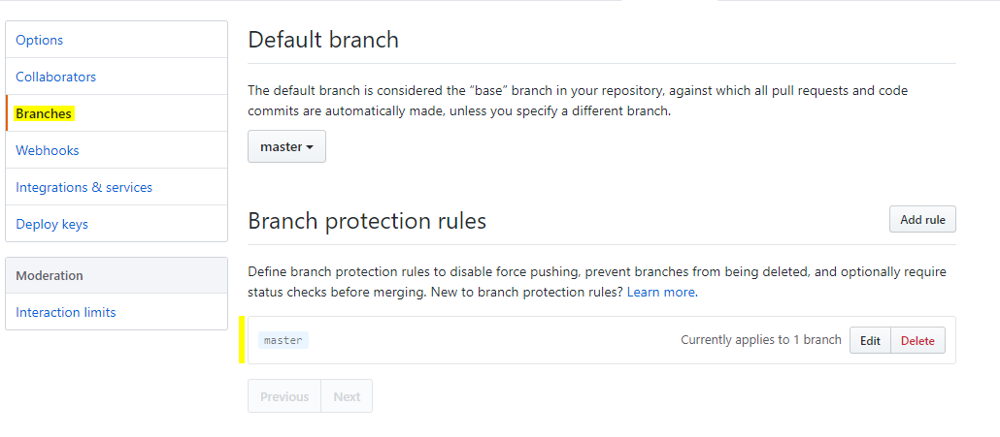 Options
Collaborators
Branches
Webhooks
Integrations & services
Deploy keys
Moderation
Interaction limits
Default branch
The default branch is considered the “base” branch in your repository, against which all pull requests and code
commits are automatically made, unless you specify a different branch.
master
Branch protection rules
Add rule
Define branch protection rules to disable force pushing, prevent branches from being deleted, and optionally require
status checks before merging. New to branch protection rules? Learn more.
master
Currently applies to 1 branch
Edit
Delete
Previous
Next